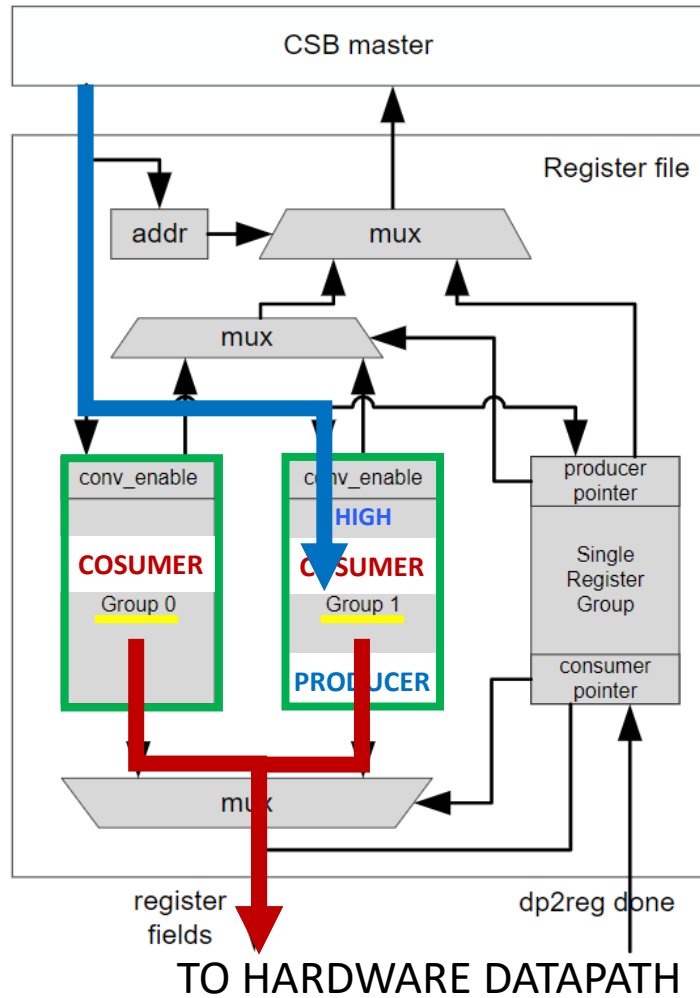 CSB master
Register file
addr
mux
mux
conv_enable
conv_enable
producer
pointer
HIGH
COSUMER
COSUMER
Single
Register
Group
Group 0
Group 1
PRODUCER
consumer
pointer
mux
register
fields
dp2reg done
TO HARDWARE DATAPATH